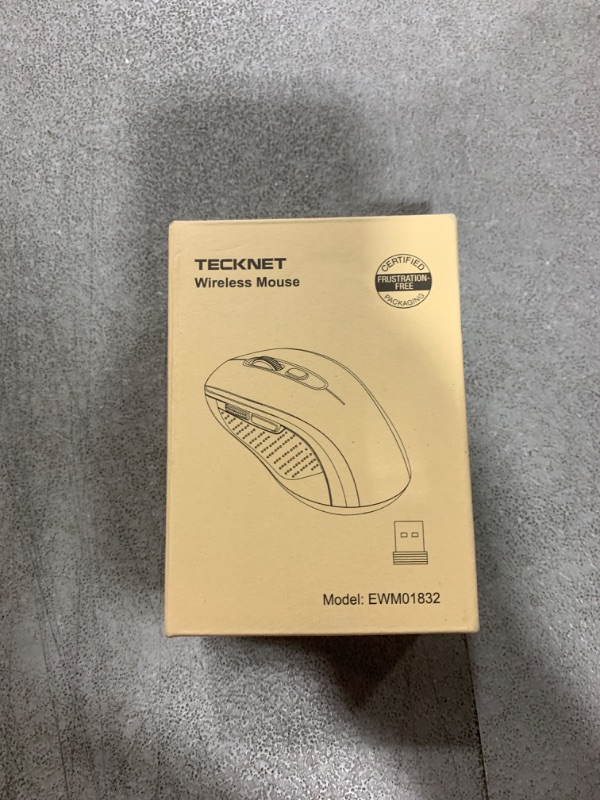 TECKNET
Wireless Mouse
CERTIFIED
FRUSTRATION-
FREE
PACKAGING
Model: EWM01832